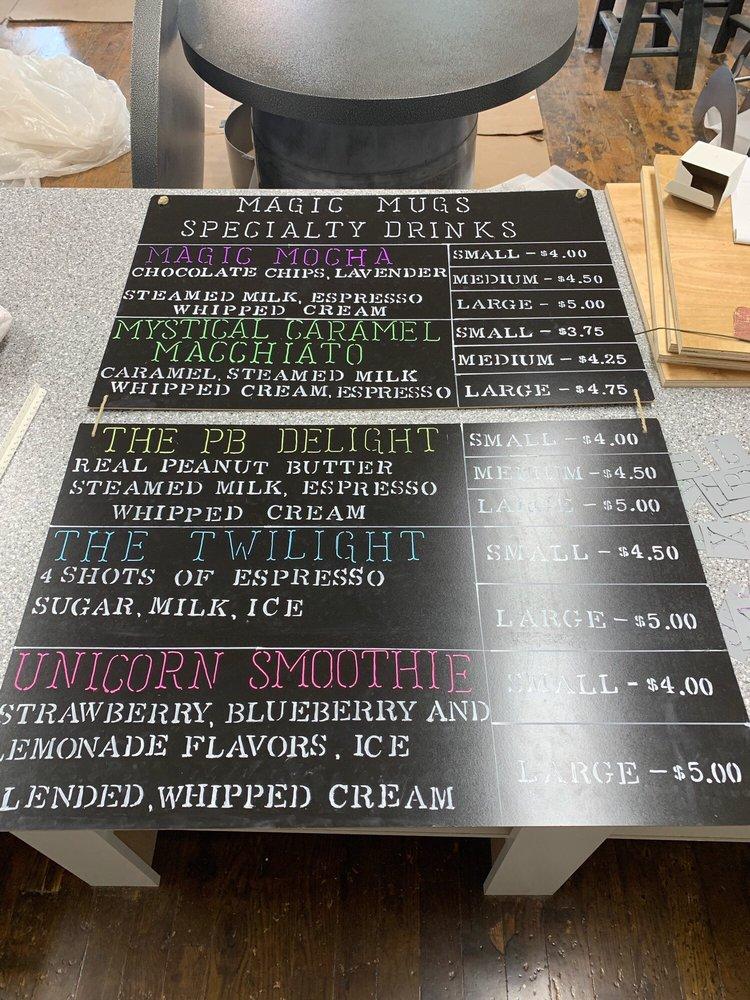 MAGIC MUGS
SPECIALTY DRINKS
MAGIC MOCHA
CHOCOLATE CHIPS, LAVENDER
STEAMED MILK, ESPRESSO
WHIPPED CREAM
SMALL - $4.00
MEDIUM - $4.50
LARGE - $5.00
MYSTICAL CARAMEL
MACCHIATO
CARAMEL, STEAMED MILK
WHIPPED CREAM, ESPRESSO
SMALL - $3.75
MEDIUM - $4.25
LARGE - $4.75
THE PB DELIGHT
REAL PEANUT BUTTER
STEAMED MILK, ESPRESSO
WHIPPED CREAM
SMALL - $4.00
MEDIUM - $4.50
LARGE - $5.00
THE TWILIGHT
4 SHOTS OF ESPRESSO
SUGAR, MILK, ICE
SMALL - $4.50
LARGE - $5.00
UNICORN SMOOTHIE
STRAWBERRY, BLUEBERRY AND
LEMONADE FLAVORS, ICE
LENDED, WHIPPED CREAM
SMALL - $4.00
LARGE - $5.00